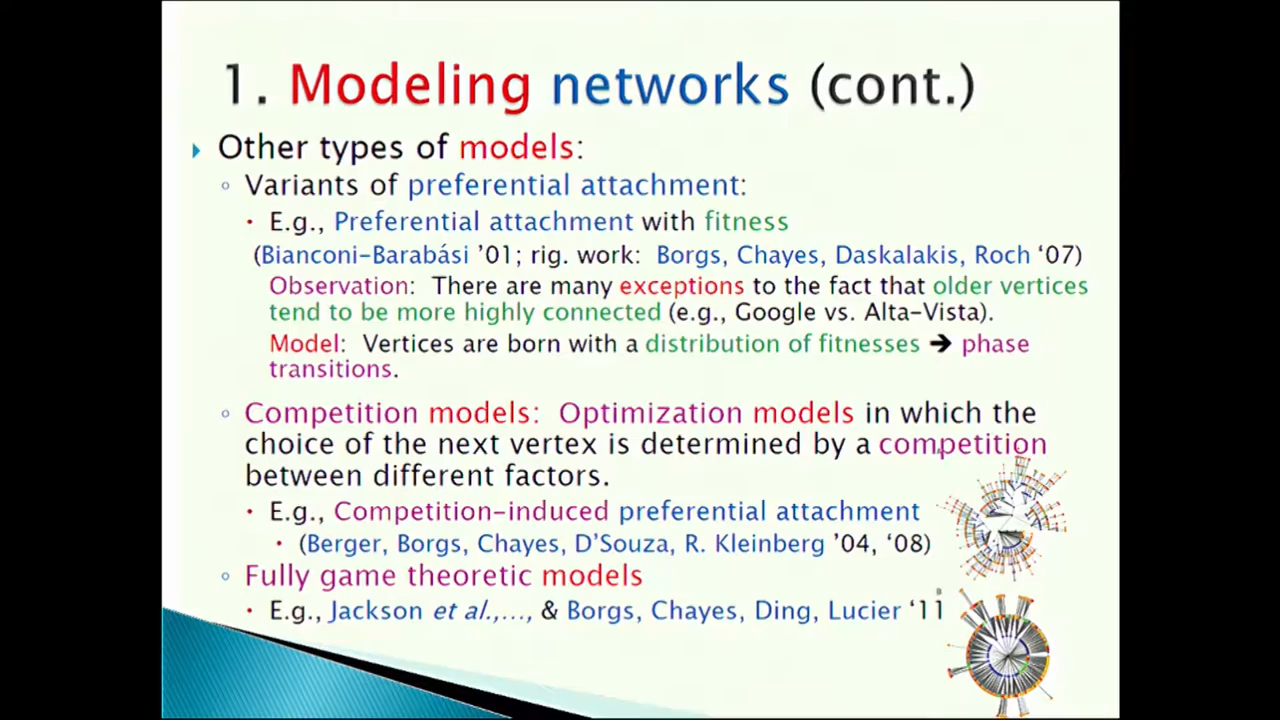 1. Modeling networks (cont.)
Other types of models:
Variants of preferential attachment:
E.g., Preferential attachment with fitness
(Bianconi-Barabási ’01; rig. work: Borgs, Chayes, Daskalakis, Roch ‘07)
Observation: There are many exceptions to the fact that older vertices
tend to be more highly connected (e.g., Google vs. Alta-Vista).
Model: Vertices are born with a distribution of fitnesses ➔ phase
transitions.
Competition models: Optimization models in which the
choice of the next vertex is determined by a competition
between different factors.
E.g., Competition-induced preferential attachment
(Berger, Borgs, Chayes, D’Souza, R. Kleinberg ’04, ‘08)
Fully game theoretic models
E.g., Jackson et al.,…, & Borgs, Chayes, Ding, Lucier ‘11